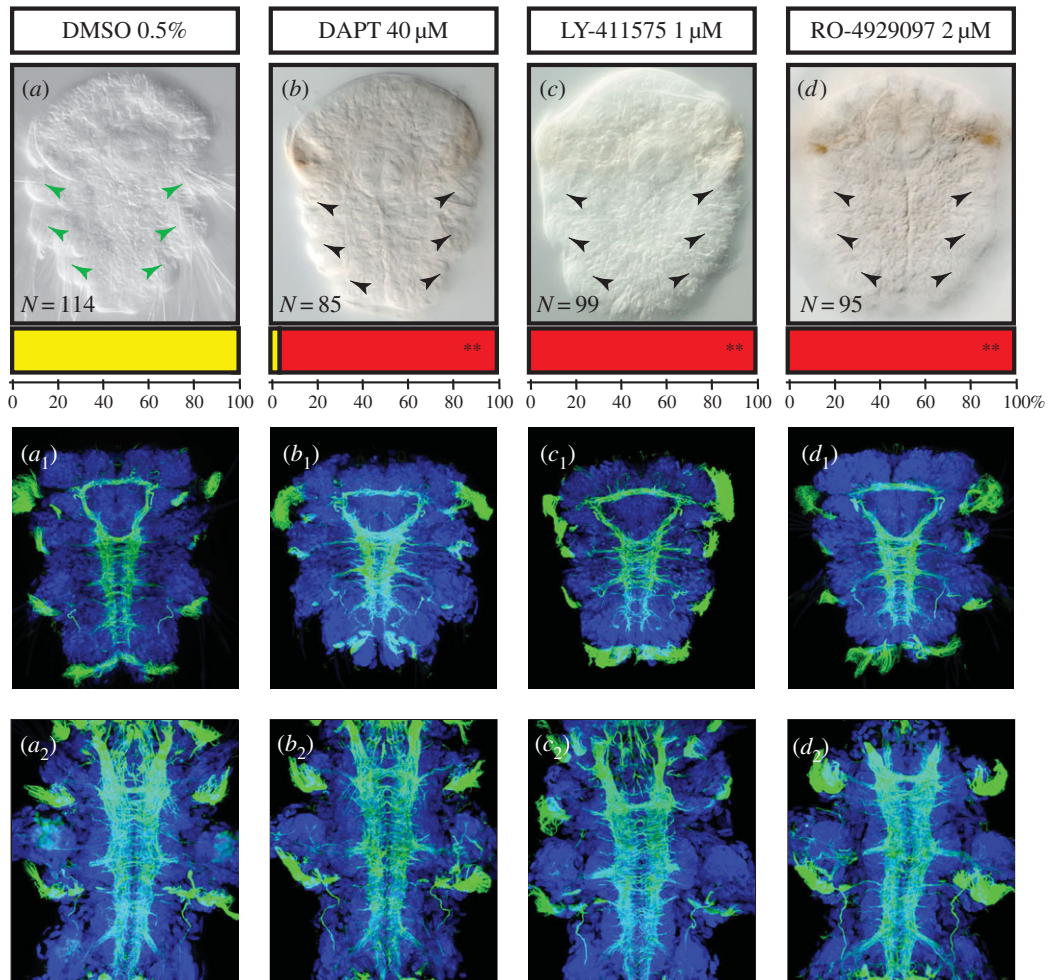 DMSO 0.5% DAPT 40 µM LY-411575 1 µM RO-4929097 2 µM
(a) (b) (c) (d)
N = 114 N = 85 N = 99 N = 95
** ** **
0 20 40 60 80 100 0 20 40 60 80 100 0 20 40 60 80 100 0 20 40 60 80 100%
(a1) (b1) (c1) (d1)
(a2) (b2) (c2) (d2)